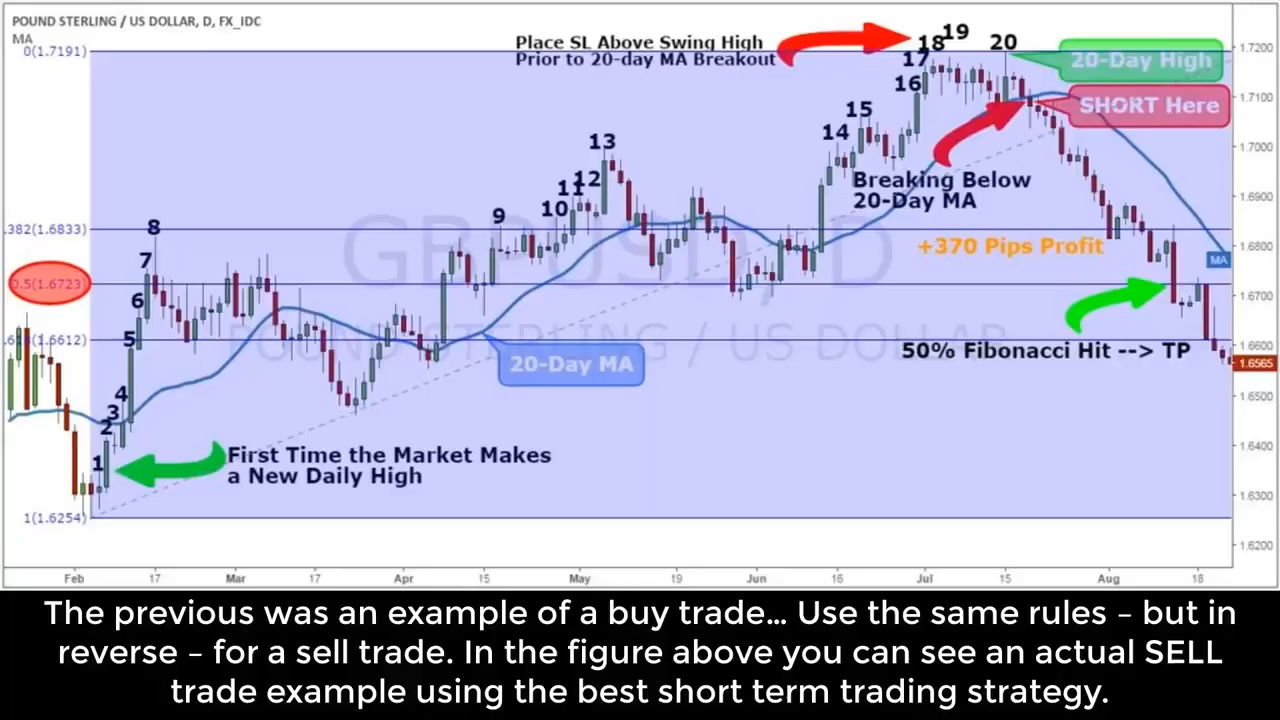 POUND STERLING / US DOLLAR, D, FX_IDC
MA
0(1.7191)
Place SL Above Swing High
Prior to 20-day MA Breakout
18
19
20
17
16
20-Day High
SHORT Here
15
14
13
12
11
10
9
8
7
6
5
4
3
2
1
Breaking Below
20-Day MA
+370 Pips Profit
.382(1.6833)
0.5(1.6723)
.618(1.6612)
1(1.6254)
GBPUSD, D
POUND STERLING / US DOLLAR
MA
50% Fibonacci Hit --> TP
20-Day MA
First Time the Market Makes
a New Daily High
1.7200
1.7100
1.7000
1.6900
1.6800
1.6700
1.6600
1.6565
1.6500
1.6400
1.6300
1.6200
Feb 17 Mar 17 Apr 15 May 19 Jun 16 Jul 15 Aug 18
The previous was an example of a buy trade... Use the same rules – but in
reverse – for a sell trade. In the figure above you can see an actual SELL
trade example using the best short term trading strategy.